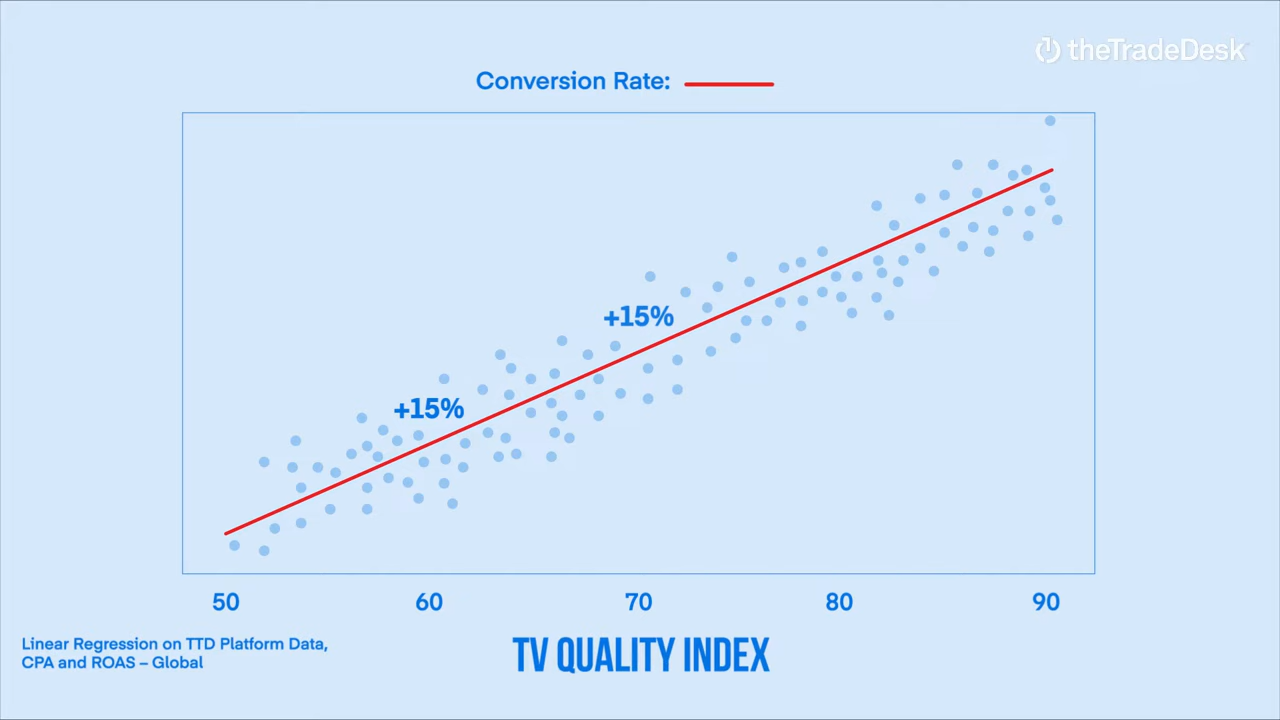 theTradeDesk
Conversion Rate:
+15%
+15%
50 60 70 80 90
Linear Regression on TTD Platform Data,
CPA and ROAS – Global
TV QUALITY INDEX